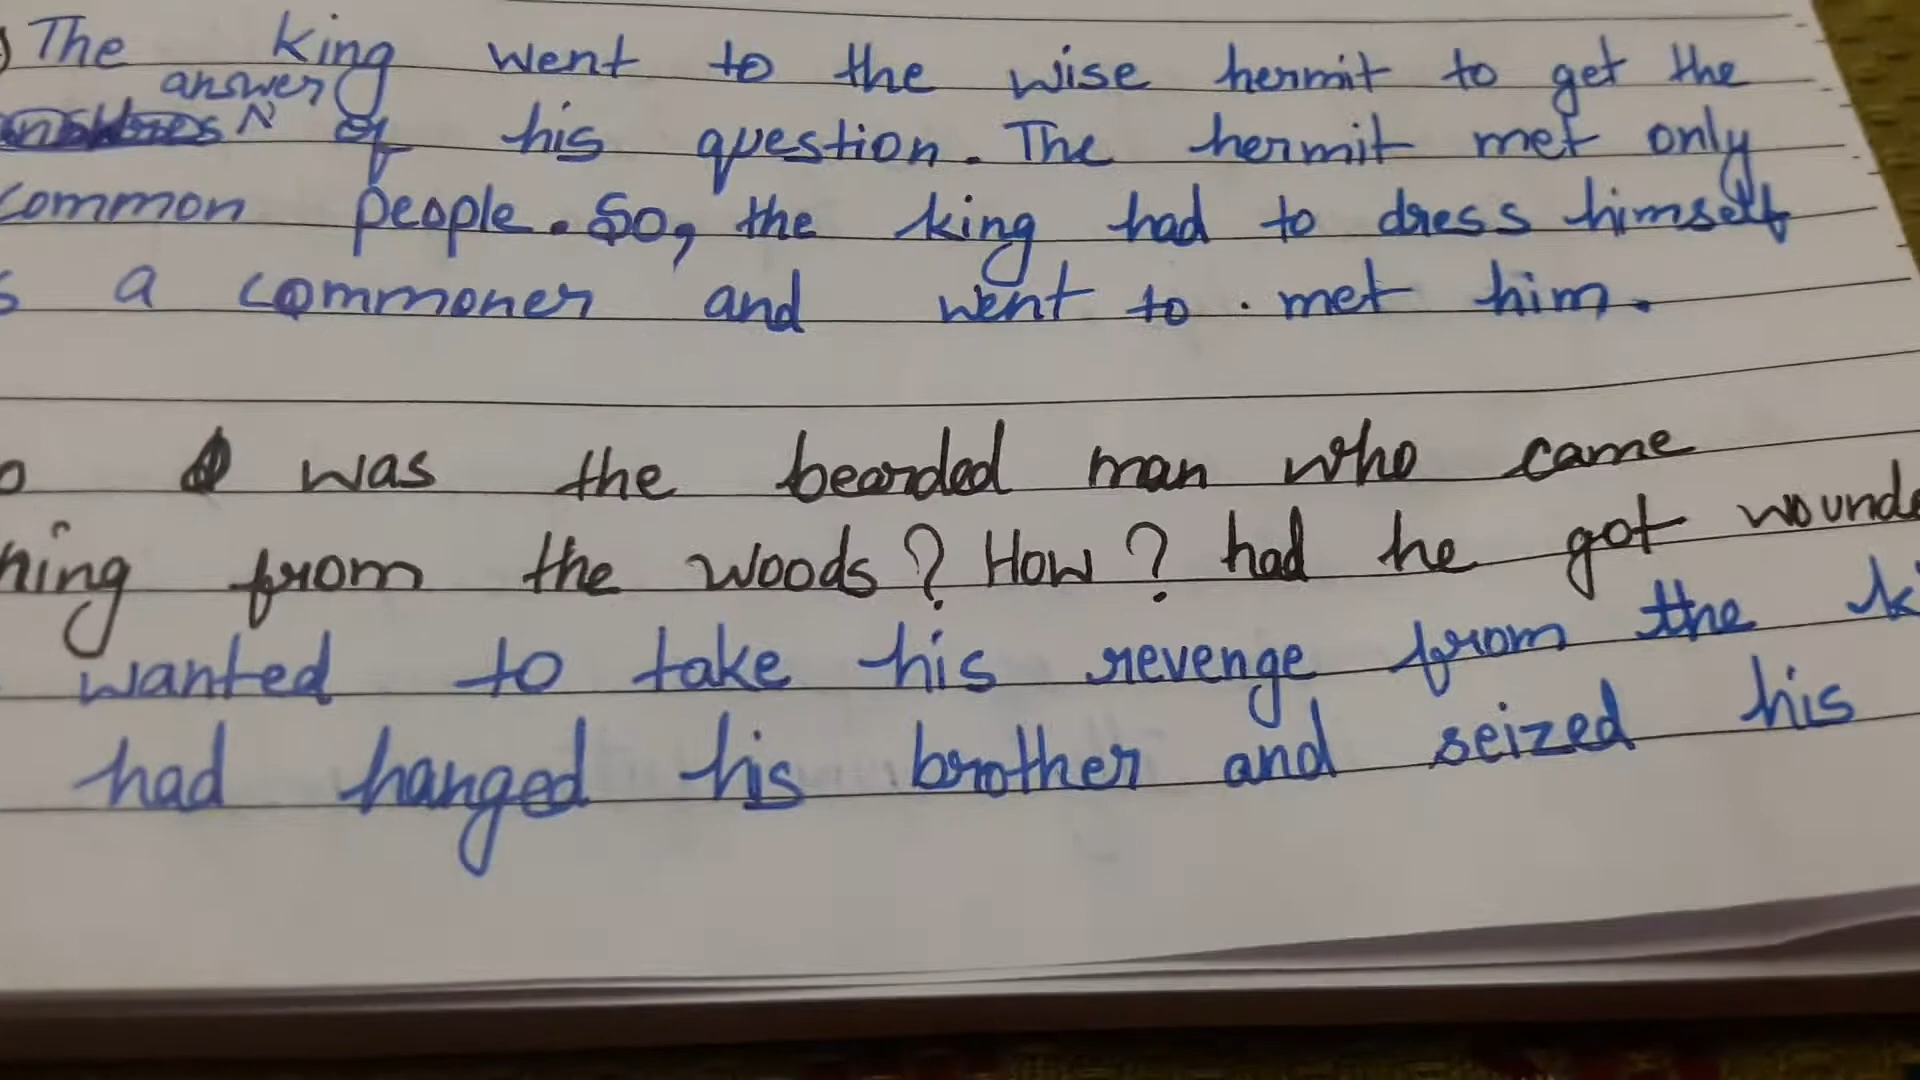 The king went to the wise hermit to get the
answer
of his question. The hermit met only
common people. So, the king had to dress himself
s a commoner and went to . met him.
o was the bearded man who came
ning from the woods? How? had he got wounde
wanted to take his revenge from the ki
had hanged his brother and seized his